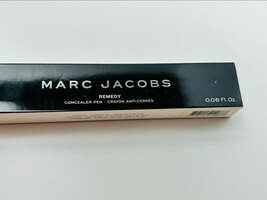 MARC JACOBS
REMEDY
CONCEALER PEN - CRAYON ANTI-CERNES
0.08 Fl. Oz.